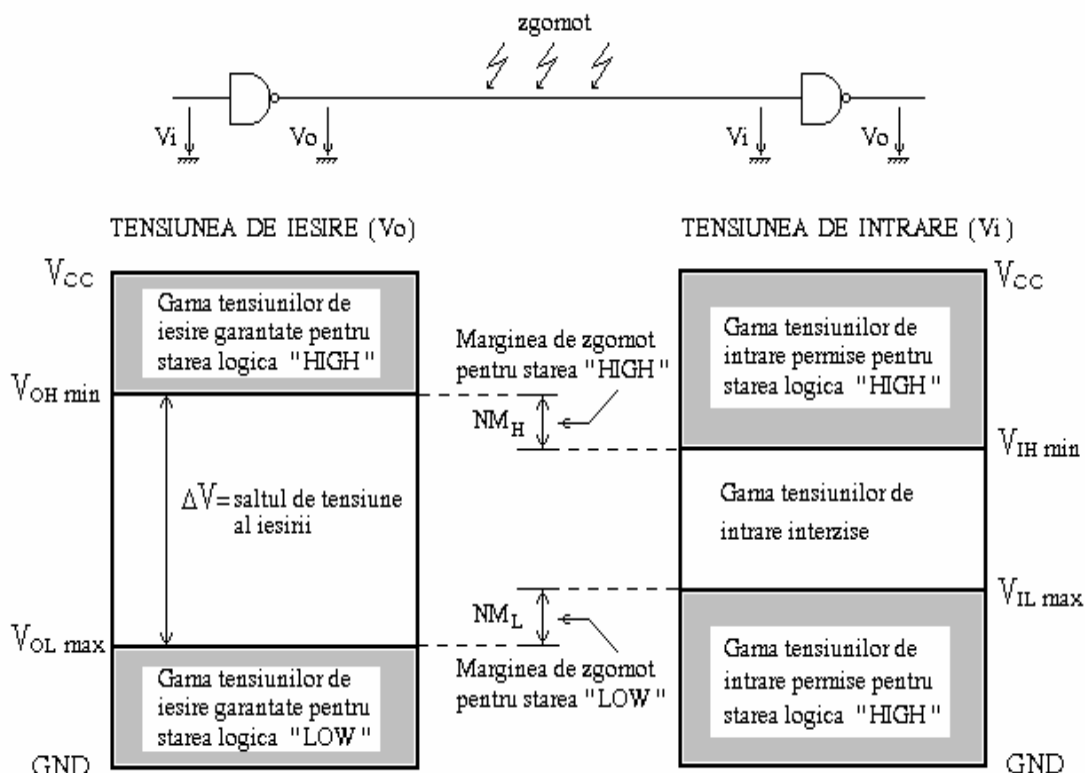 zgomot
Vi
Vo
Vi
Vo
TENSIUNEA DE IESIRE (Vo)
TENSIUNEA DE INTRARE (Vi)
VCC
Gama tensiunilor de
iesire garantate pentru
starea logica "HIGH"
VOH min
ΔV= saltul de tensiune
al iesirii
VOL max
Gama tensiunilor de
iesire garantate pentru
starea logica "LOW"
GND
Marginea de zgomot
pentru starea "HIGH"
NMH
NML
Marginea de zgomot
pentru starea "LOW"
VCC
Gama tensiunilor de
intrare permise pentru
starea logica "HIGH"
VIH min
Gama tensiunilor de
intrare interzise
VIL max
Gama tensiunilor de
intrare permise pentru
starea logica "HIGH"
GND